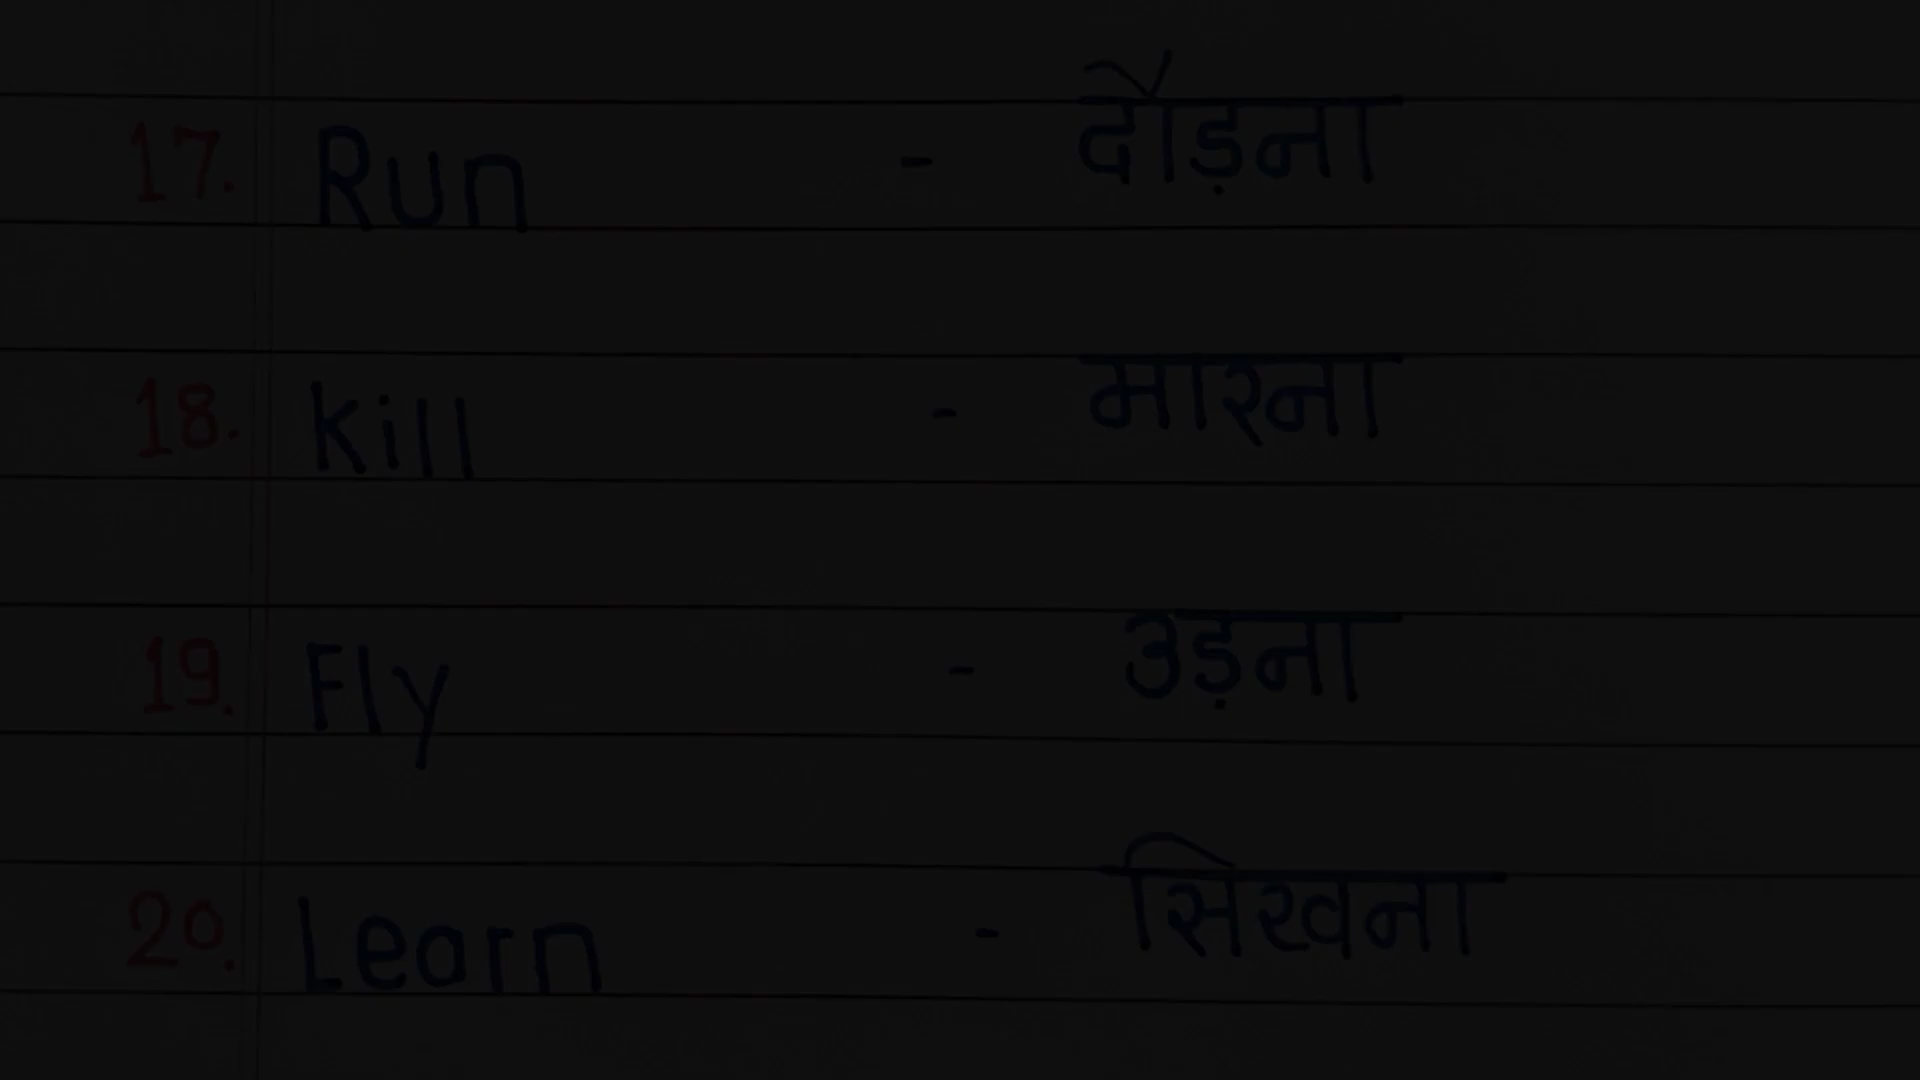 17. Run - दौड़ना
18. Kill - मारना
19. Fly - उड़ना
20. Learn - सिखना